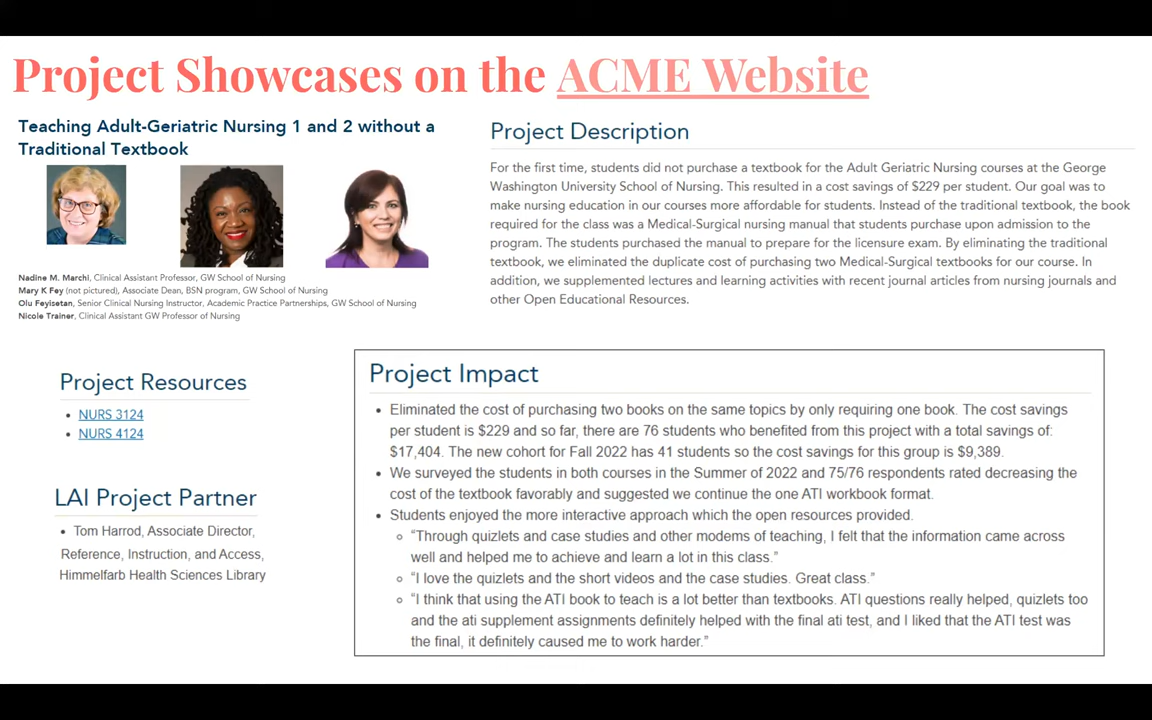 Project Showcases on the ACME Website
Teaching Adult-Geriatric Nursing 1 and 2 without a
Traditional Textbook
Nadine M. Marchi, Clinical Assistant Professor, GW School of Nursing
Mary K Fey (not pictured), Associate Dean, BSN program, GW School of Nursing
Olu Feyisetan, Senior Clinical Nursing Instructor, Academic Practice Partnerships, GW School of Nursing
Nicole Trainer, Clinical Assistant GW Professor of Nursing
Project Description
For the first time, students did not purchase a textbook for the Adult Geriatric Nursing courses at the George
Washington University School of Nursing. This resulted in a cost savings of $229 per student. Our goal was to
make nursing education in our courses more affordable for students. Instead of the traditional textbook, the book
required for the class was a Medical-Surgical nursing manual that students purchase upon admission to the
program. The students purchased the manual to prepare for the licensure exam. By eliminating the traditional
textbook, we eliminated the duplicate cost of purchasing two Medical-Surgical textbooks for our course. In
addition, we supplemented lectures and learning activities with recent journal articles from nursing journals and
other Open Educational Resources.
Project Resources
• NURS 3124
• NURS 4124
LAI Project Partner
• Tom Harrod, Associate Director,
Reference, Instruction, and Access,
Himmelfarb Health Sciences Library
Project Impact
• Eliminated the cost of purchasing two books on the same topics by only requiring one book. The cost savings
per student is $229 and so far, there are 76 students who benefited from this project with a total savings of:
$17,404. The new cohort for Fall 2022 has 41 students so the cost savings for this group is $9,389.
• We surveyed the students in both courses in the Summer of 2022 and 75/76 respondents rated decreasing the
cost of the textbook favorably and suggested we continue the one ATI workbook format.
• Students enjoyed the more interactive approach which the open resources provided.
◦ “Through quizlets and case studies and other modems of teaching, I felt that the information came across
well and helped me to achieve and learn a lot in this class.”
◦ “I love the quizlets and the short videos and the case studies. Great class.”
◦ “I think that using the ATI book to teach is a lot better than textbooks. ATI questions really helped, quizlets too
and the ati supplement assignments definitely helped with the final ati test, and I liked that the ATI test was
the final, it definitely caused me to work harder.”